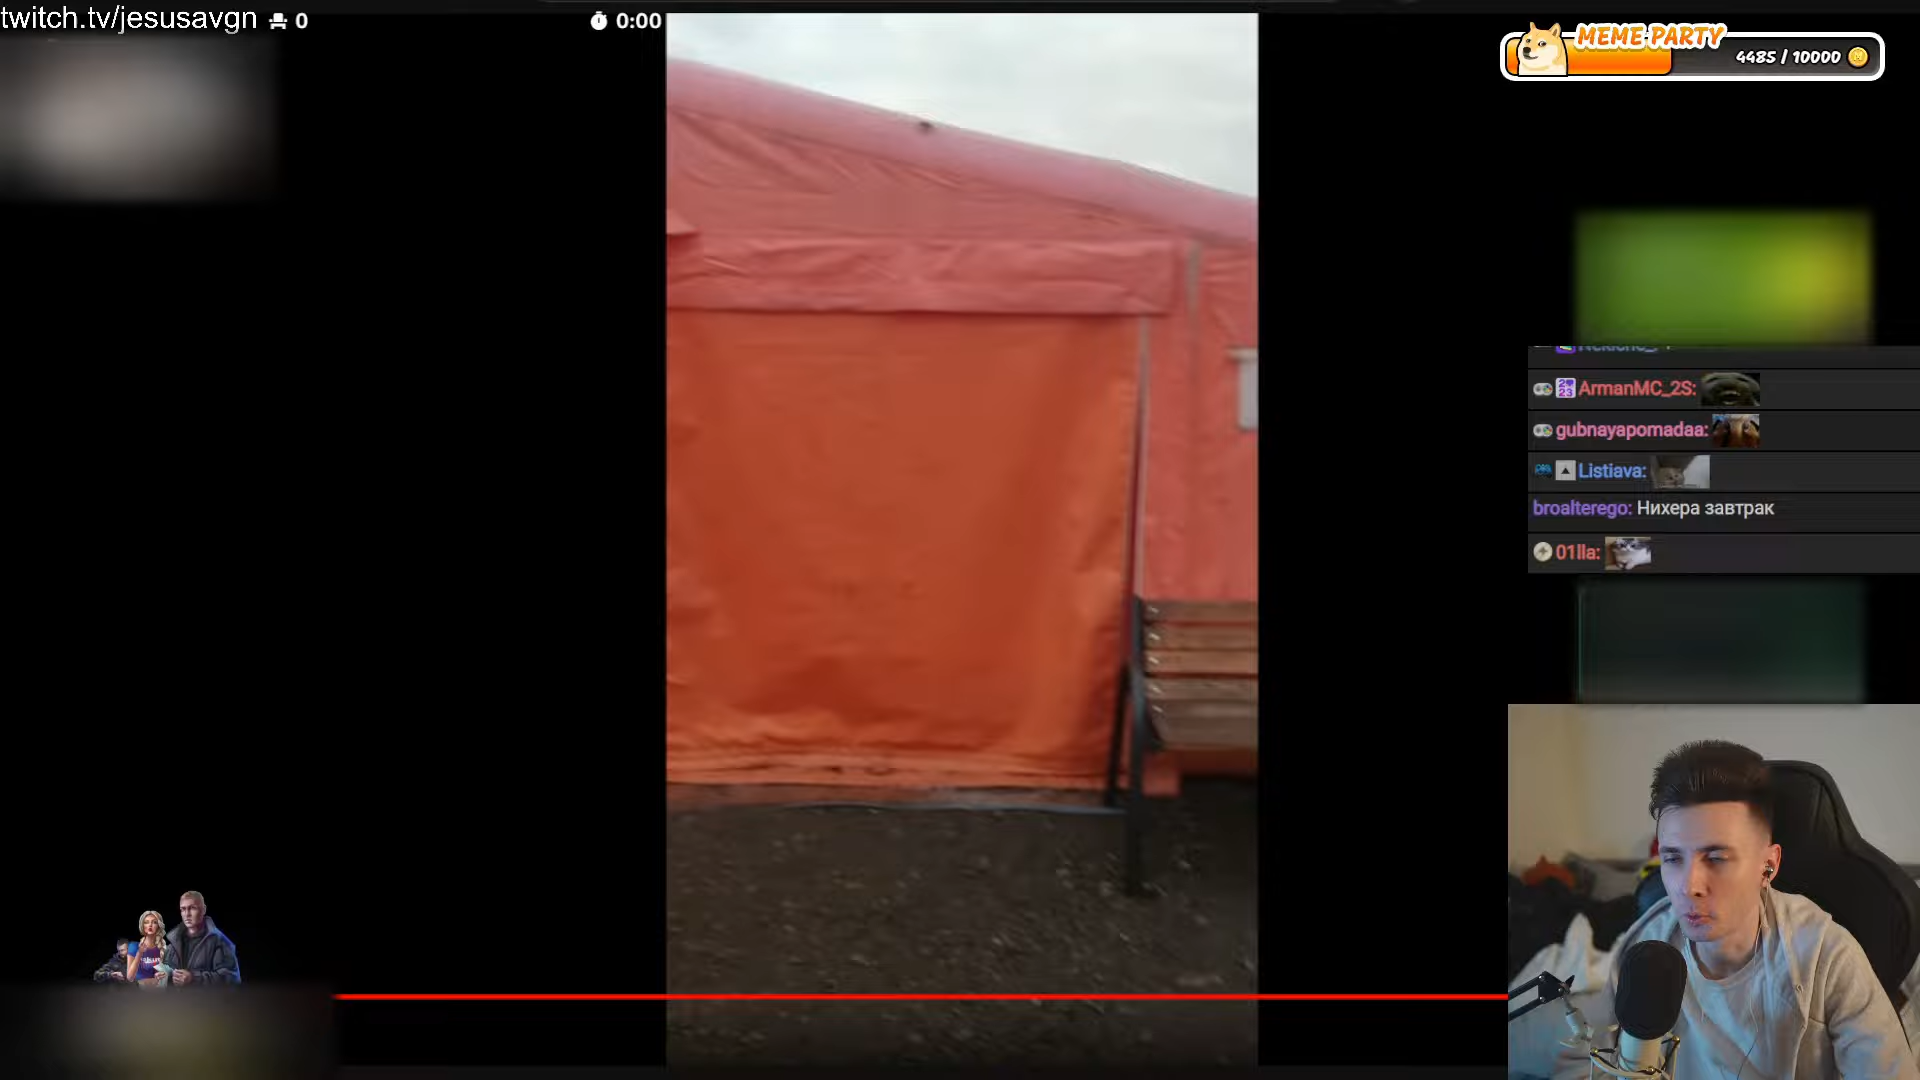 twitch.tv/jesusavgn 0
0:00
MEME PARTY
4485 / 10000
ArmanMC_2S:
gubnayapomadaa:
Listiava:
broalterego: Нихера завтрак
01lla: